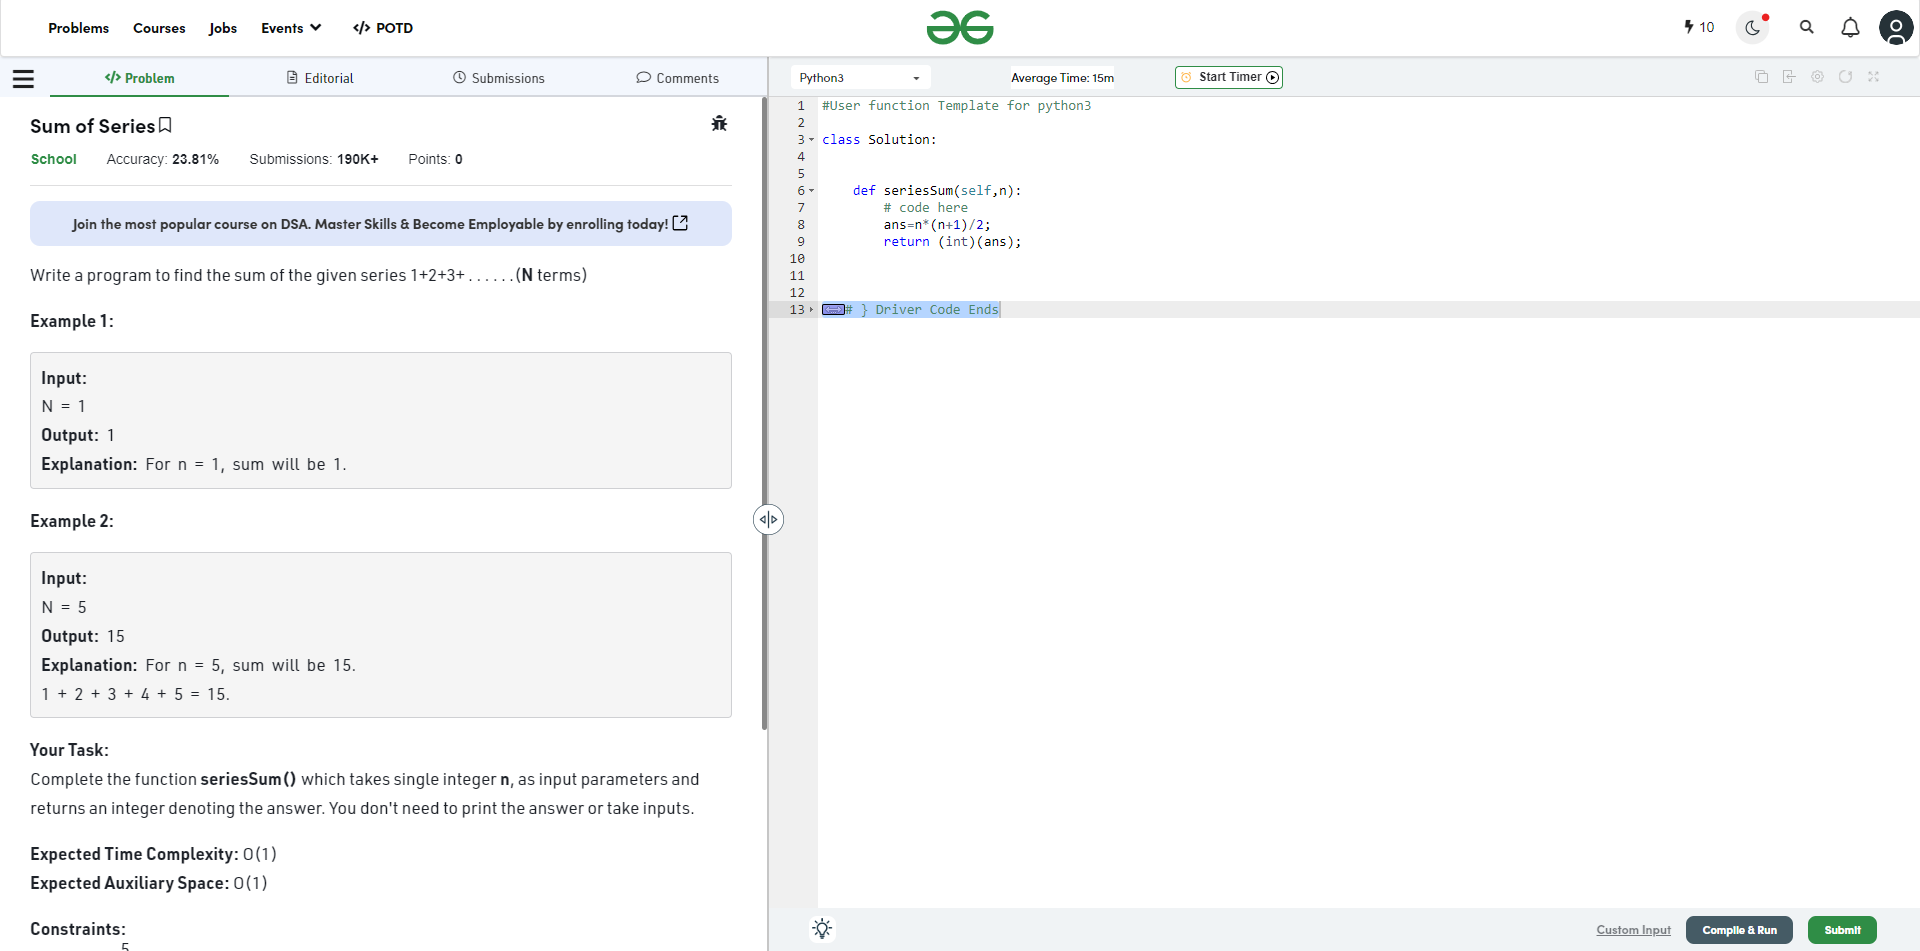 Problems Courses Jobs Events </> POTD
10
</> Problem Editorial Submissions Comments
Sum of Series
School Accuracy: 23.81% Submissions: 190K+ Points: 0
Join the most popular course on DSA. Master Skills & Become Employable by enrolling today!
Write a program to find the sum of the given series 1+2+3+ . . . . . . (N terms)
Example 1:
Input:
N = 1
Output: 1
Explanation: For n = 1, sum will be 1.
Example 2:
Input:
N = 5
Output: 15
Explanation: For n = 5, sum will be 15.
1 + 2 + 3 + 4 + 5 = 15.
Your Task:
Complete the function seriesSum() which takes single integer n, as input parameters and
returns an integer denoting the answer. You don't need to print the answer or take inputs.
Expected Time Complexity: O(1)
Expected Auxiliary Space: O(1)
Constraints:
5
Python3 Average Time: 15m Start Timer
1 #User function Template for python3
2
3 class Solution:
4
5
6 def seriesSum(self,n):
7 # code here
8 ans=n*(n+1)/2;
9 return (int)(ans);
10
11
12
13 # } Driver Code Ends
Custom Input Compile & Run Submit